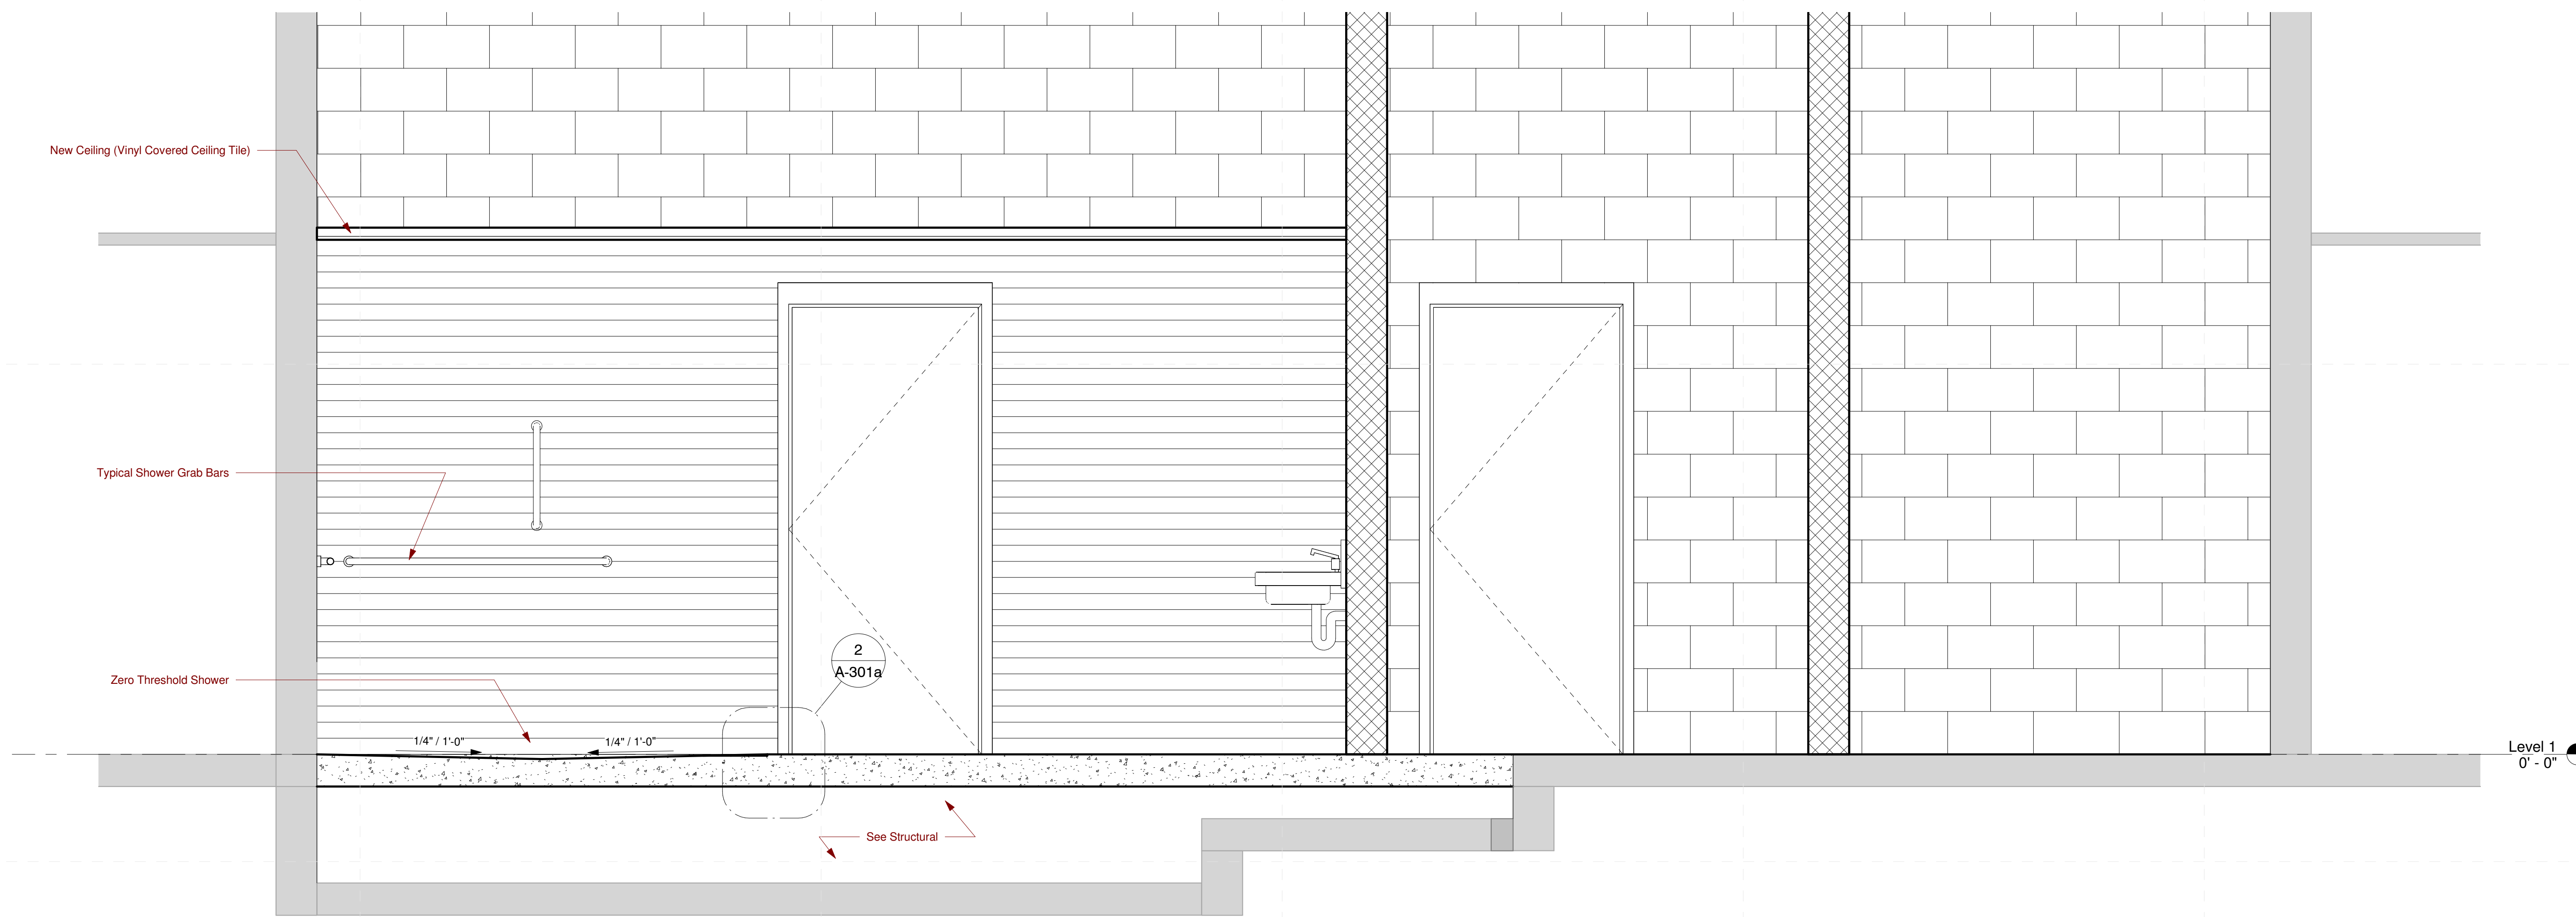 New Ceiling (Vinyl Covered Ceiling Tile)
Typical Shower Grab Bars
2
A-301a
Zero Threshold Shower
1/4" / 1'-0"
1/4" / 1'-0"
Level 1
0' - 0"
See Structural